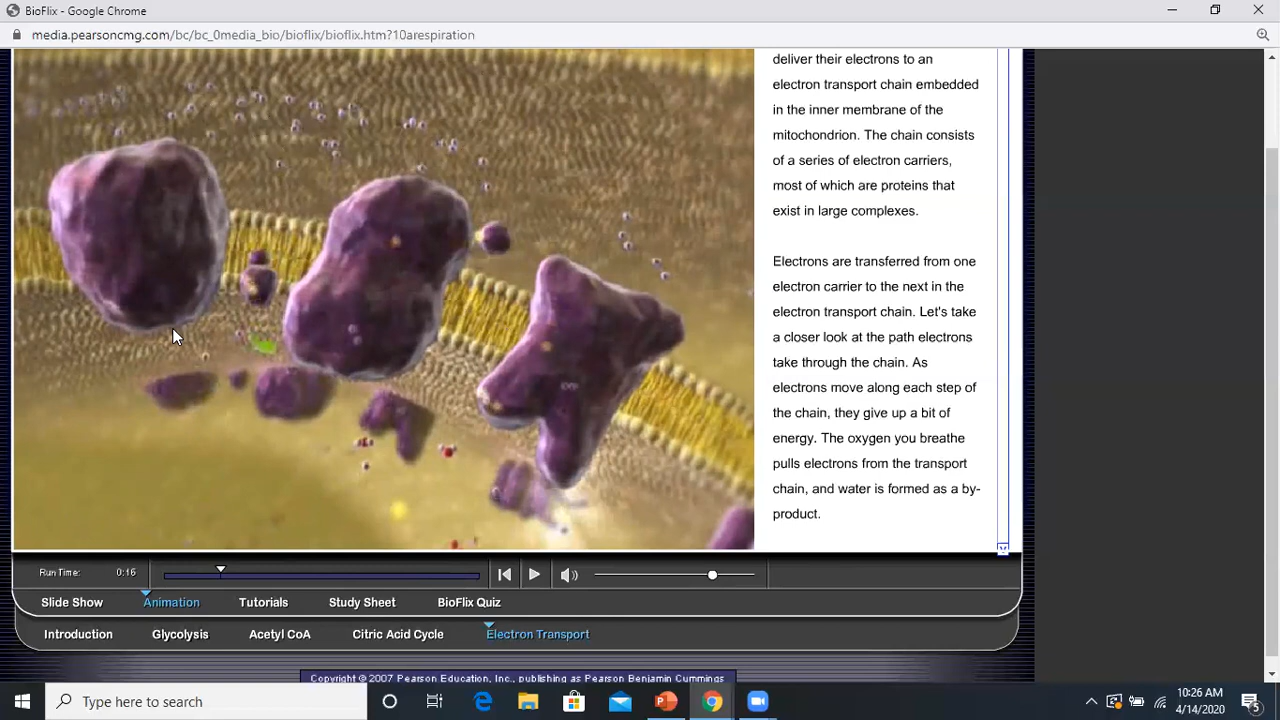 BioFlix - Google Chrome
media.pearsoncmg.com/bc/bc_0media_bio/bioflix/bioflix.htm?10arespiration
deliver their electrons to an
electron transport chain embedded
in the inner membrane of the
mitochondrion. The chain consists
of a series of electron carriers,
most of which are proteins that
exist in large complexes.
Electrons are transferred from one
electron carrier to the next in the
electron transport chain. Let's take
a closer look at the path electrons
take through the chain. As
electrons move along each step of
the chain, they give up a bit of
energy. The oxygen you breathe
pulls electrons from the transport
chain, and water is formed as a by-
product.
Run Time: 0:16
Slide Show Animation Tutorials Study Sheet BioFlix Quiz
Introduction Glycolysis Acetyl CoA Citric Acid Cycle Electron Transport
Copyright © 2007 Pearson Education, Inc., publishing as Pearson Benjamin Cummings
Type here to search
10:26 AM
4/14/2020
5